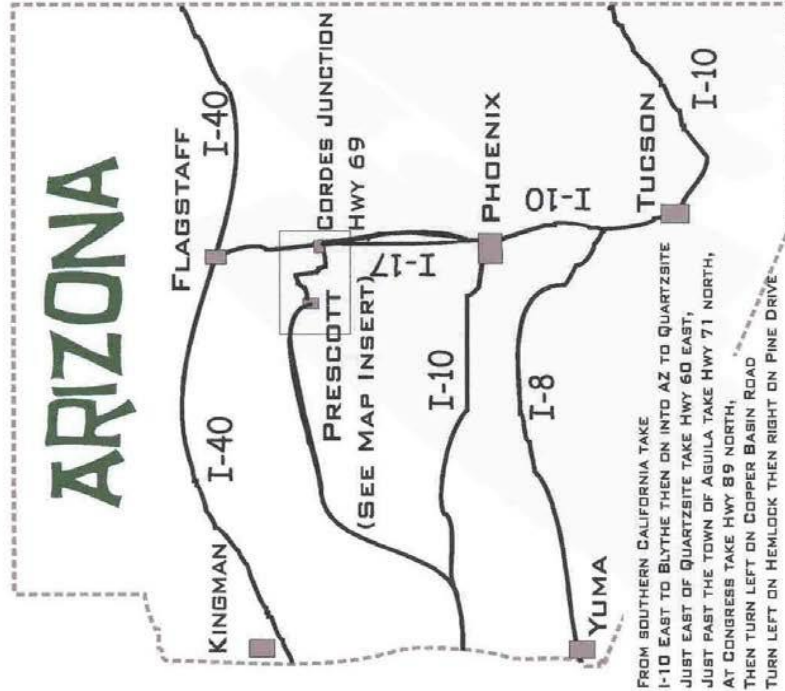 ARIZONA
KINGMAN
I-40
FLAGSTAFF
I-40
PRESCOTT
(SEE MAP INSERT)
CORDES JUNCTION
HWY 69
I-17
I-10
PHOENIX
I-10
I-8
YUMA
TUCSON
I-10
FROM SOUTHERN CALIFORNIA TAKE
I-10 EAST TO BLYTHE THEN ON INTO AZ TO QUARTZSITE
JUST EAST OF QUARTZSITE TAKE HWY 60 EAST,
JUST PAST THE TOWN OF AGUILA TAKE HWY 71 NORTH,
AT CONGRESS TAKE HWY 89 NORTH,
THEN TURN LEFT ON COPPER BASIN ROAD
TURN LEFT ON HEMLOCK THEN RIGHT ON PINE DRIVE